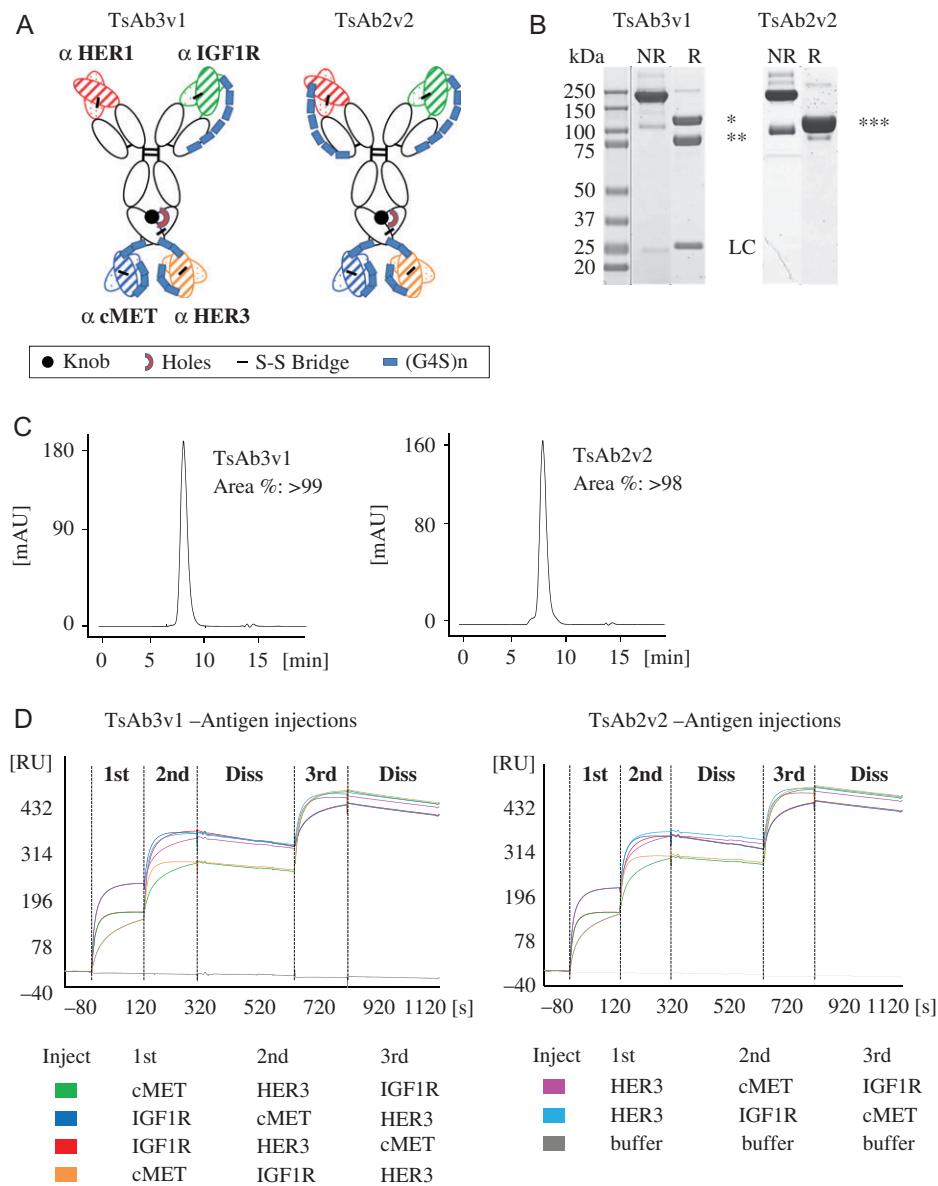 A
TsAb3v1
TsAb2v2
α HER1
α IGF1R
α cMET
α HER3
Knob
Holes
S-S Bridge
(G4S)n
B
TsAb3v1
TsAb2v2
kDa
NR
R
NR
R
250
150
100
75
50
37
25
20
*
**
LC
***
C
180
90
0
[mAU]
TsAb3v1
Area %: >99
0 5 10 15 [min]
160
80
0
[mAU]
TsAb2v2
Area %: >98
0 5 10 15 [min]
D
TsAb3v1 –Antigen injections
[RU]
1st 2nd Diss 3rd Diss
432
314
196
78
−40
−80 120 320 520 720 920 1120 [s]
TsAb2v2 –Antigen injections
[RU]
1st 2nd Diss 3rd Diss
432
314
196
78
−40
−80 120 320 520 720 920 1120 [s]
Inject 1st 2nd 3rd
cMET HER3 IGF1R
IGF1R cMET HER3
IGF1R HER3 cMET
cMET IGF1R HER3
Inject 1st 2nd 3rd
HER3 cMET IGF1R
HER3 IGF1R cMET
buffer buffer buffer